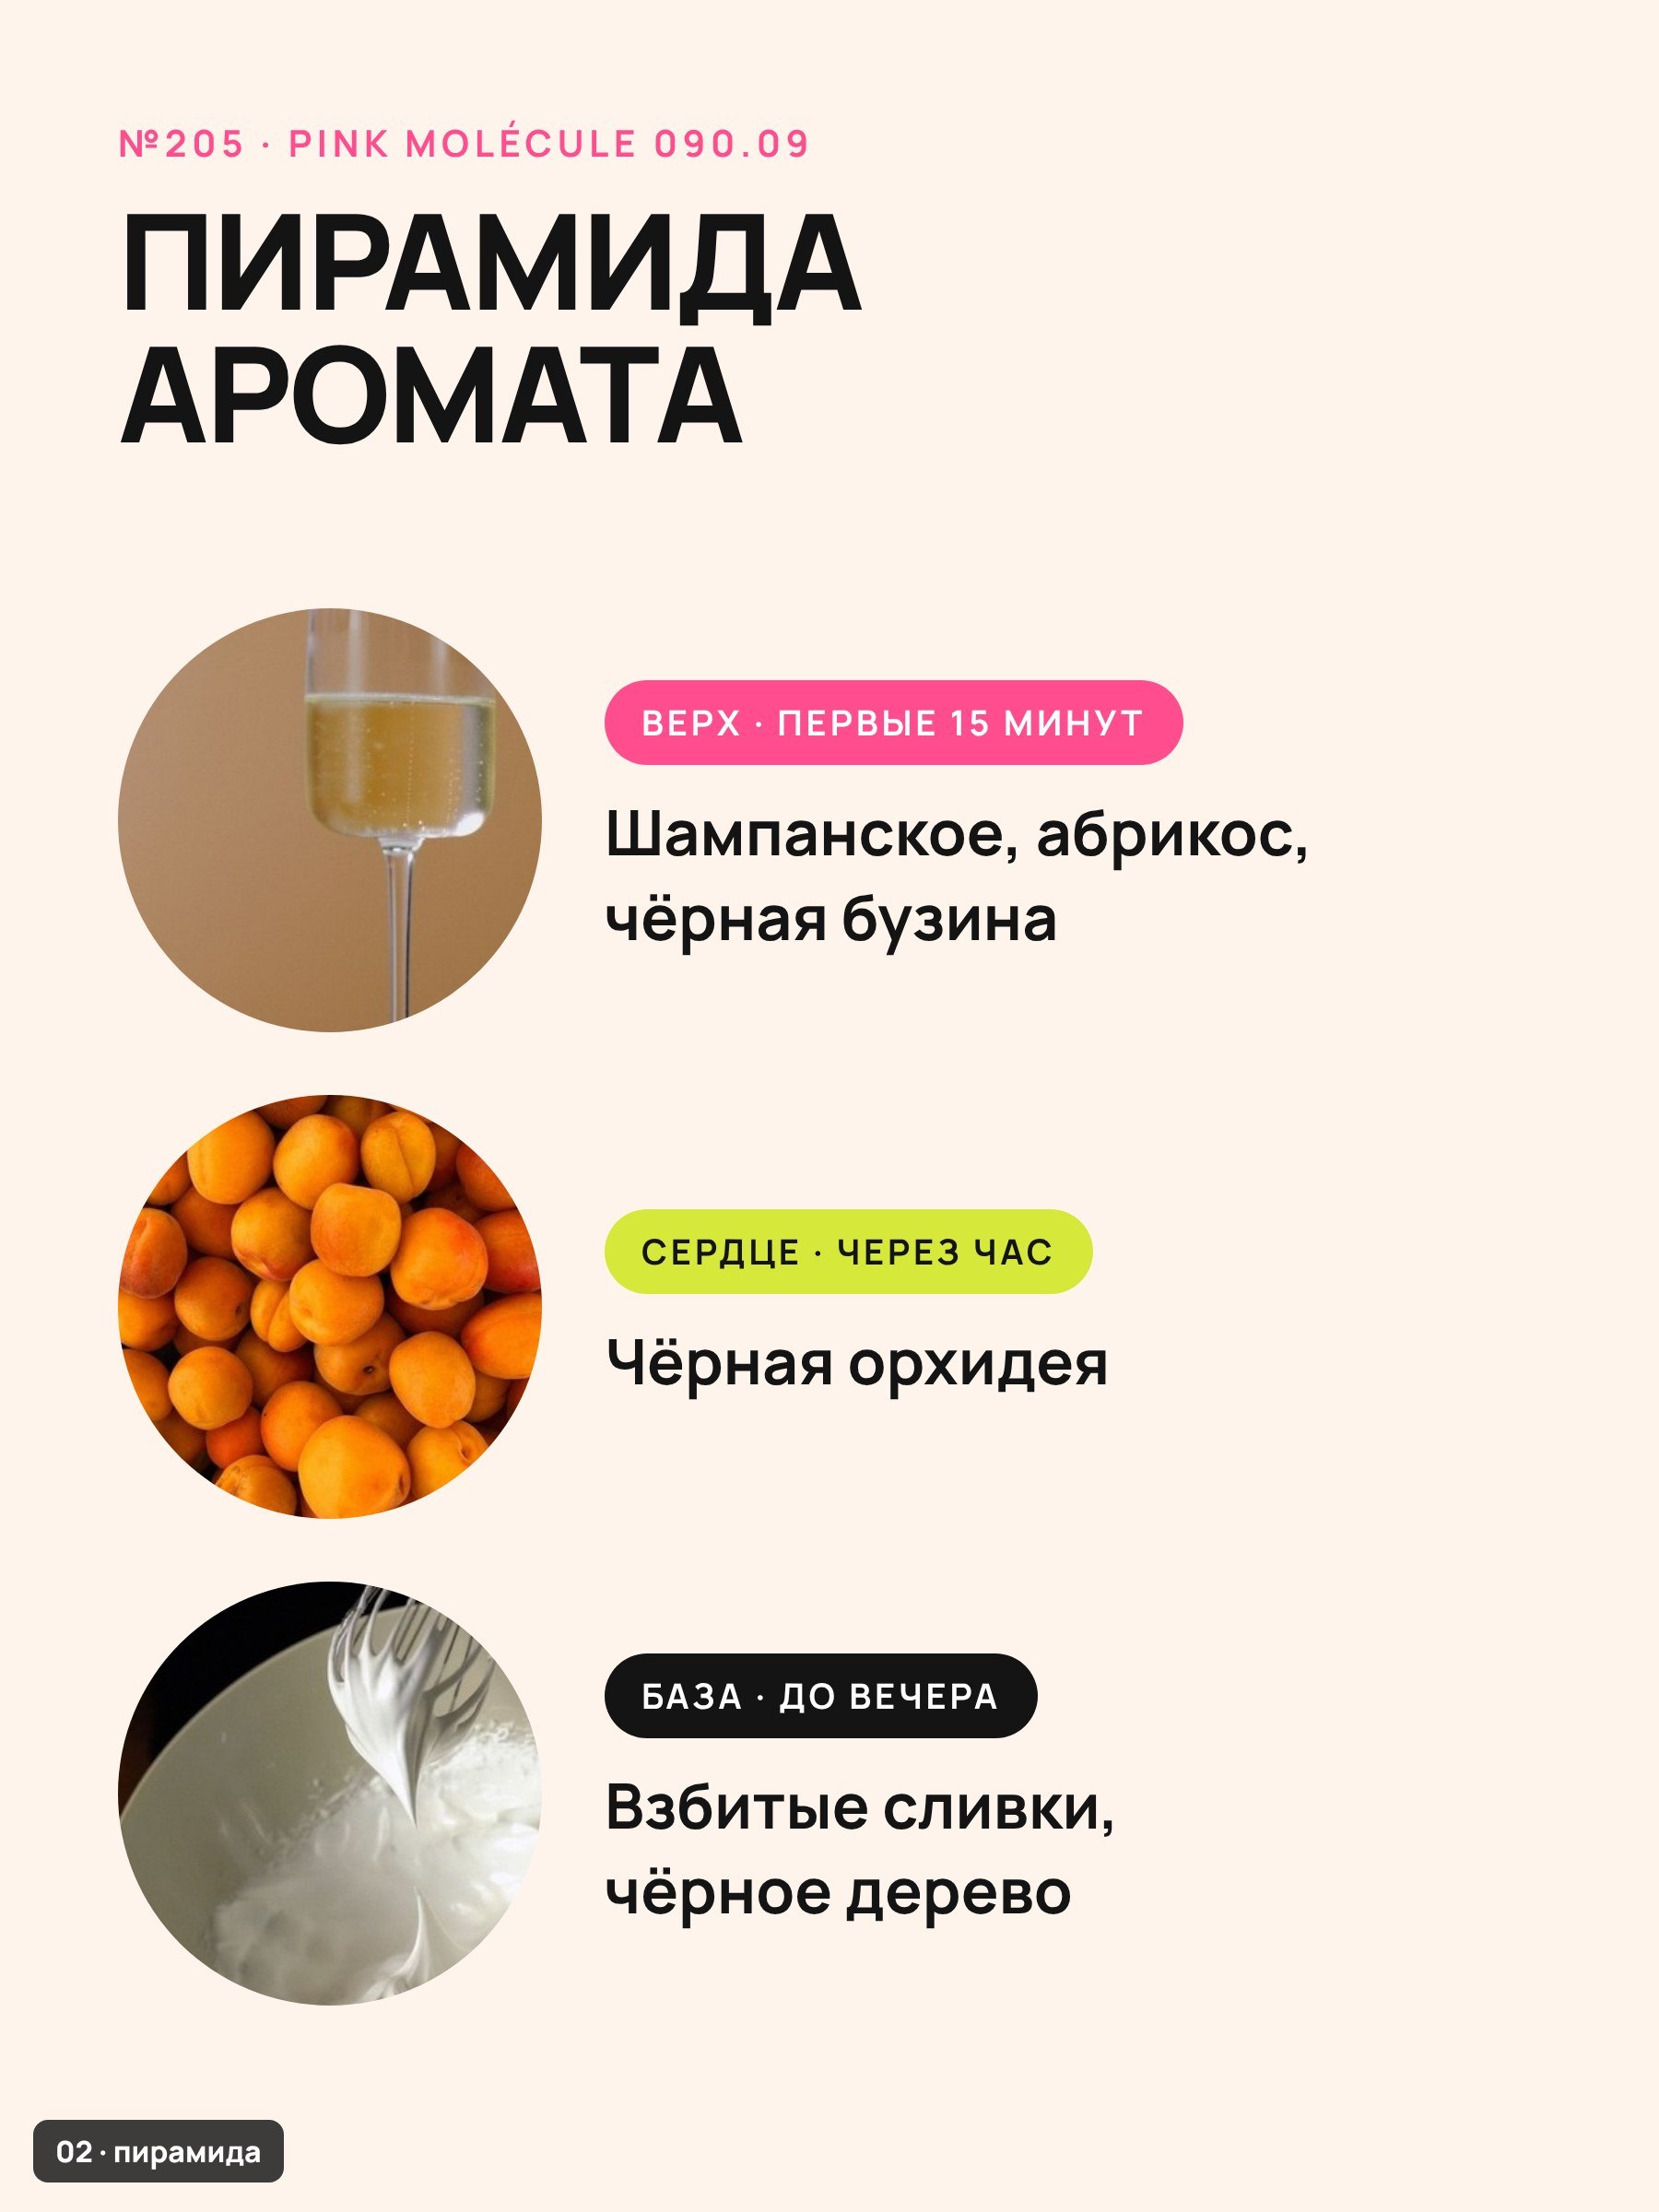 №205 · PINK MOLÉCULE 090.09
ПИРАМИДА
АРОМАТА
ВЕРХ · ПЕРВЫЕ 15 МИНУТ
Шампанское, абрикос,
чёрная бузина
СЕРДЦЕ · ЧЕРЕЗ ЧАС
Чёрная орхидея
БАЗА · ДО ВЕЧЕРА
Взбитые сливки,
чёрное дерево
02 · пирамида